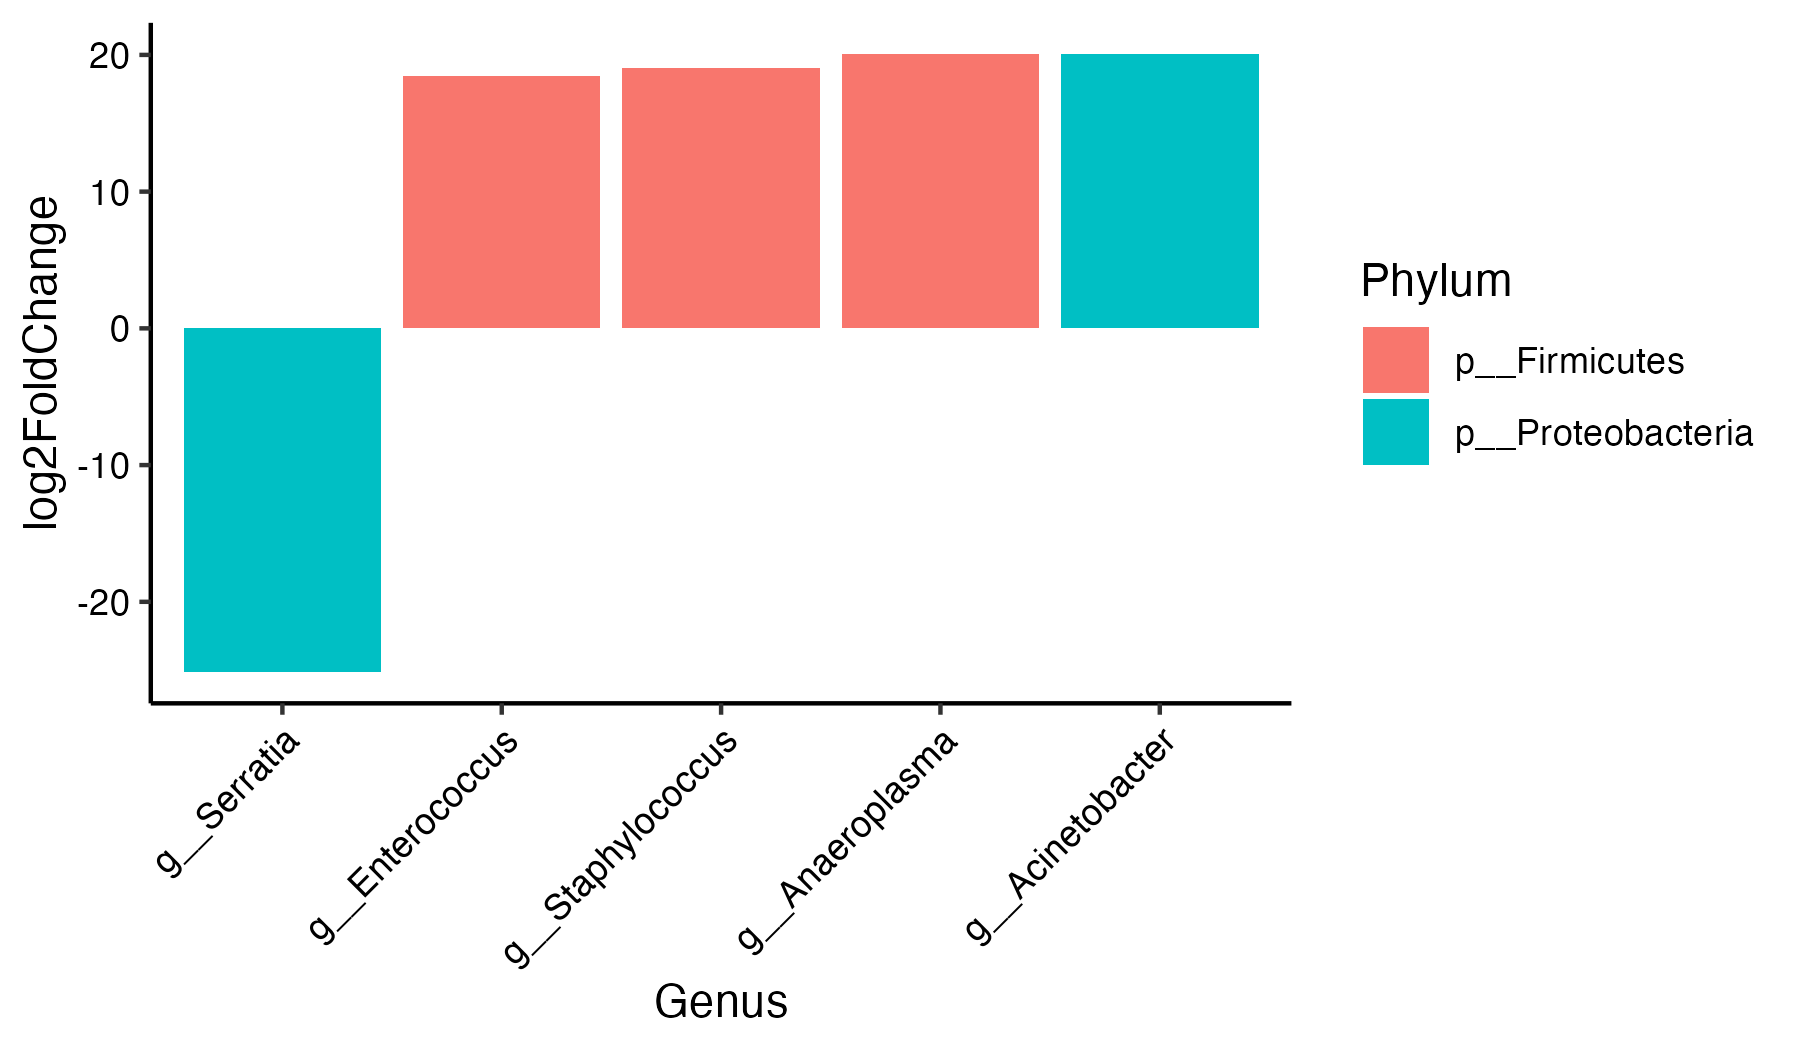 log2FoldChange
20
10
0
-10
-20
g__Serratia
g__Enterococcus
g__Staphylococcus
g__Anaeroplasma
g__Acinetobacter
Genus
Phylum
p__Firmicutes
p__Proteobacteria